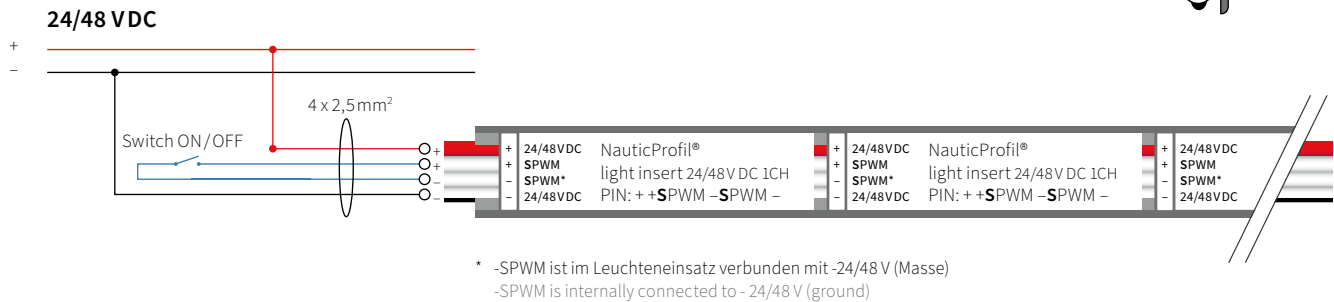 24/48 VDC
+
–
4 x 2,5 mm²
Switch ON/OFF
+
+
–
–
+ 24/48VDC
+ SPWM
– SPWM*
– 24/48VDC
NauticProfil®
light insert 24/48V DC 1CH
PIN: + +SPWM –SPWM –
+ 24/48VDC
+ SPWM
– SPWM*
– 24/48VDC
NauticProfil®
light insert 24/48V DC 1CH
PIN: + +SPWM –SPWM –
+ 24/48VDC
+ SPWM
– SPWM*
– 24/48VDC
* -SPWM ist im Leuchteneinsatz verbunden mit -24/48 V (Masse)
-SPWM is internally connected to - 24/48 V (ground)